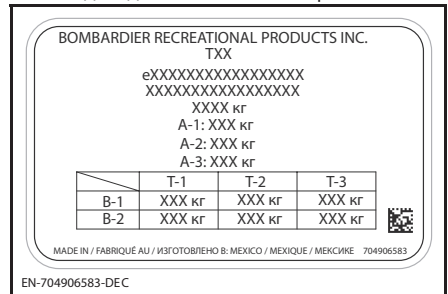 BOMBARDIER RECREATIONAL PRODUCTS INC.
TXX
eXXXXXXXXXXXXXXXXX
XXXXXXXXXXXXXXXXX
XXXX кг
A-1: XXX кг
A-2: XXX кг
A-3: XXX кг
T-1 T-2 T-3
B-1 XXX кг XXX кг XXX кг
B-2 XXX кг XXX кг XXX кг
MADE IN / FABRIQUÉ AU / ИЗГОТОВЛЕНО В: MEXICO / MEXIQUE / МЕКСИКЕ 704906583
EN-704906583-DEC